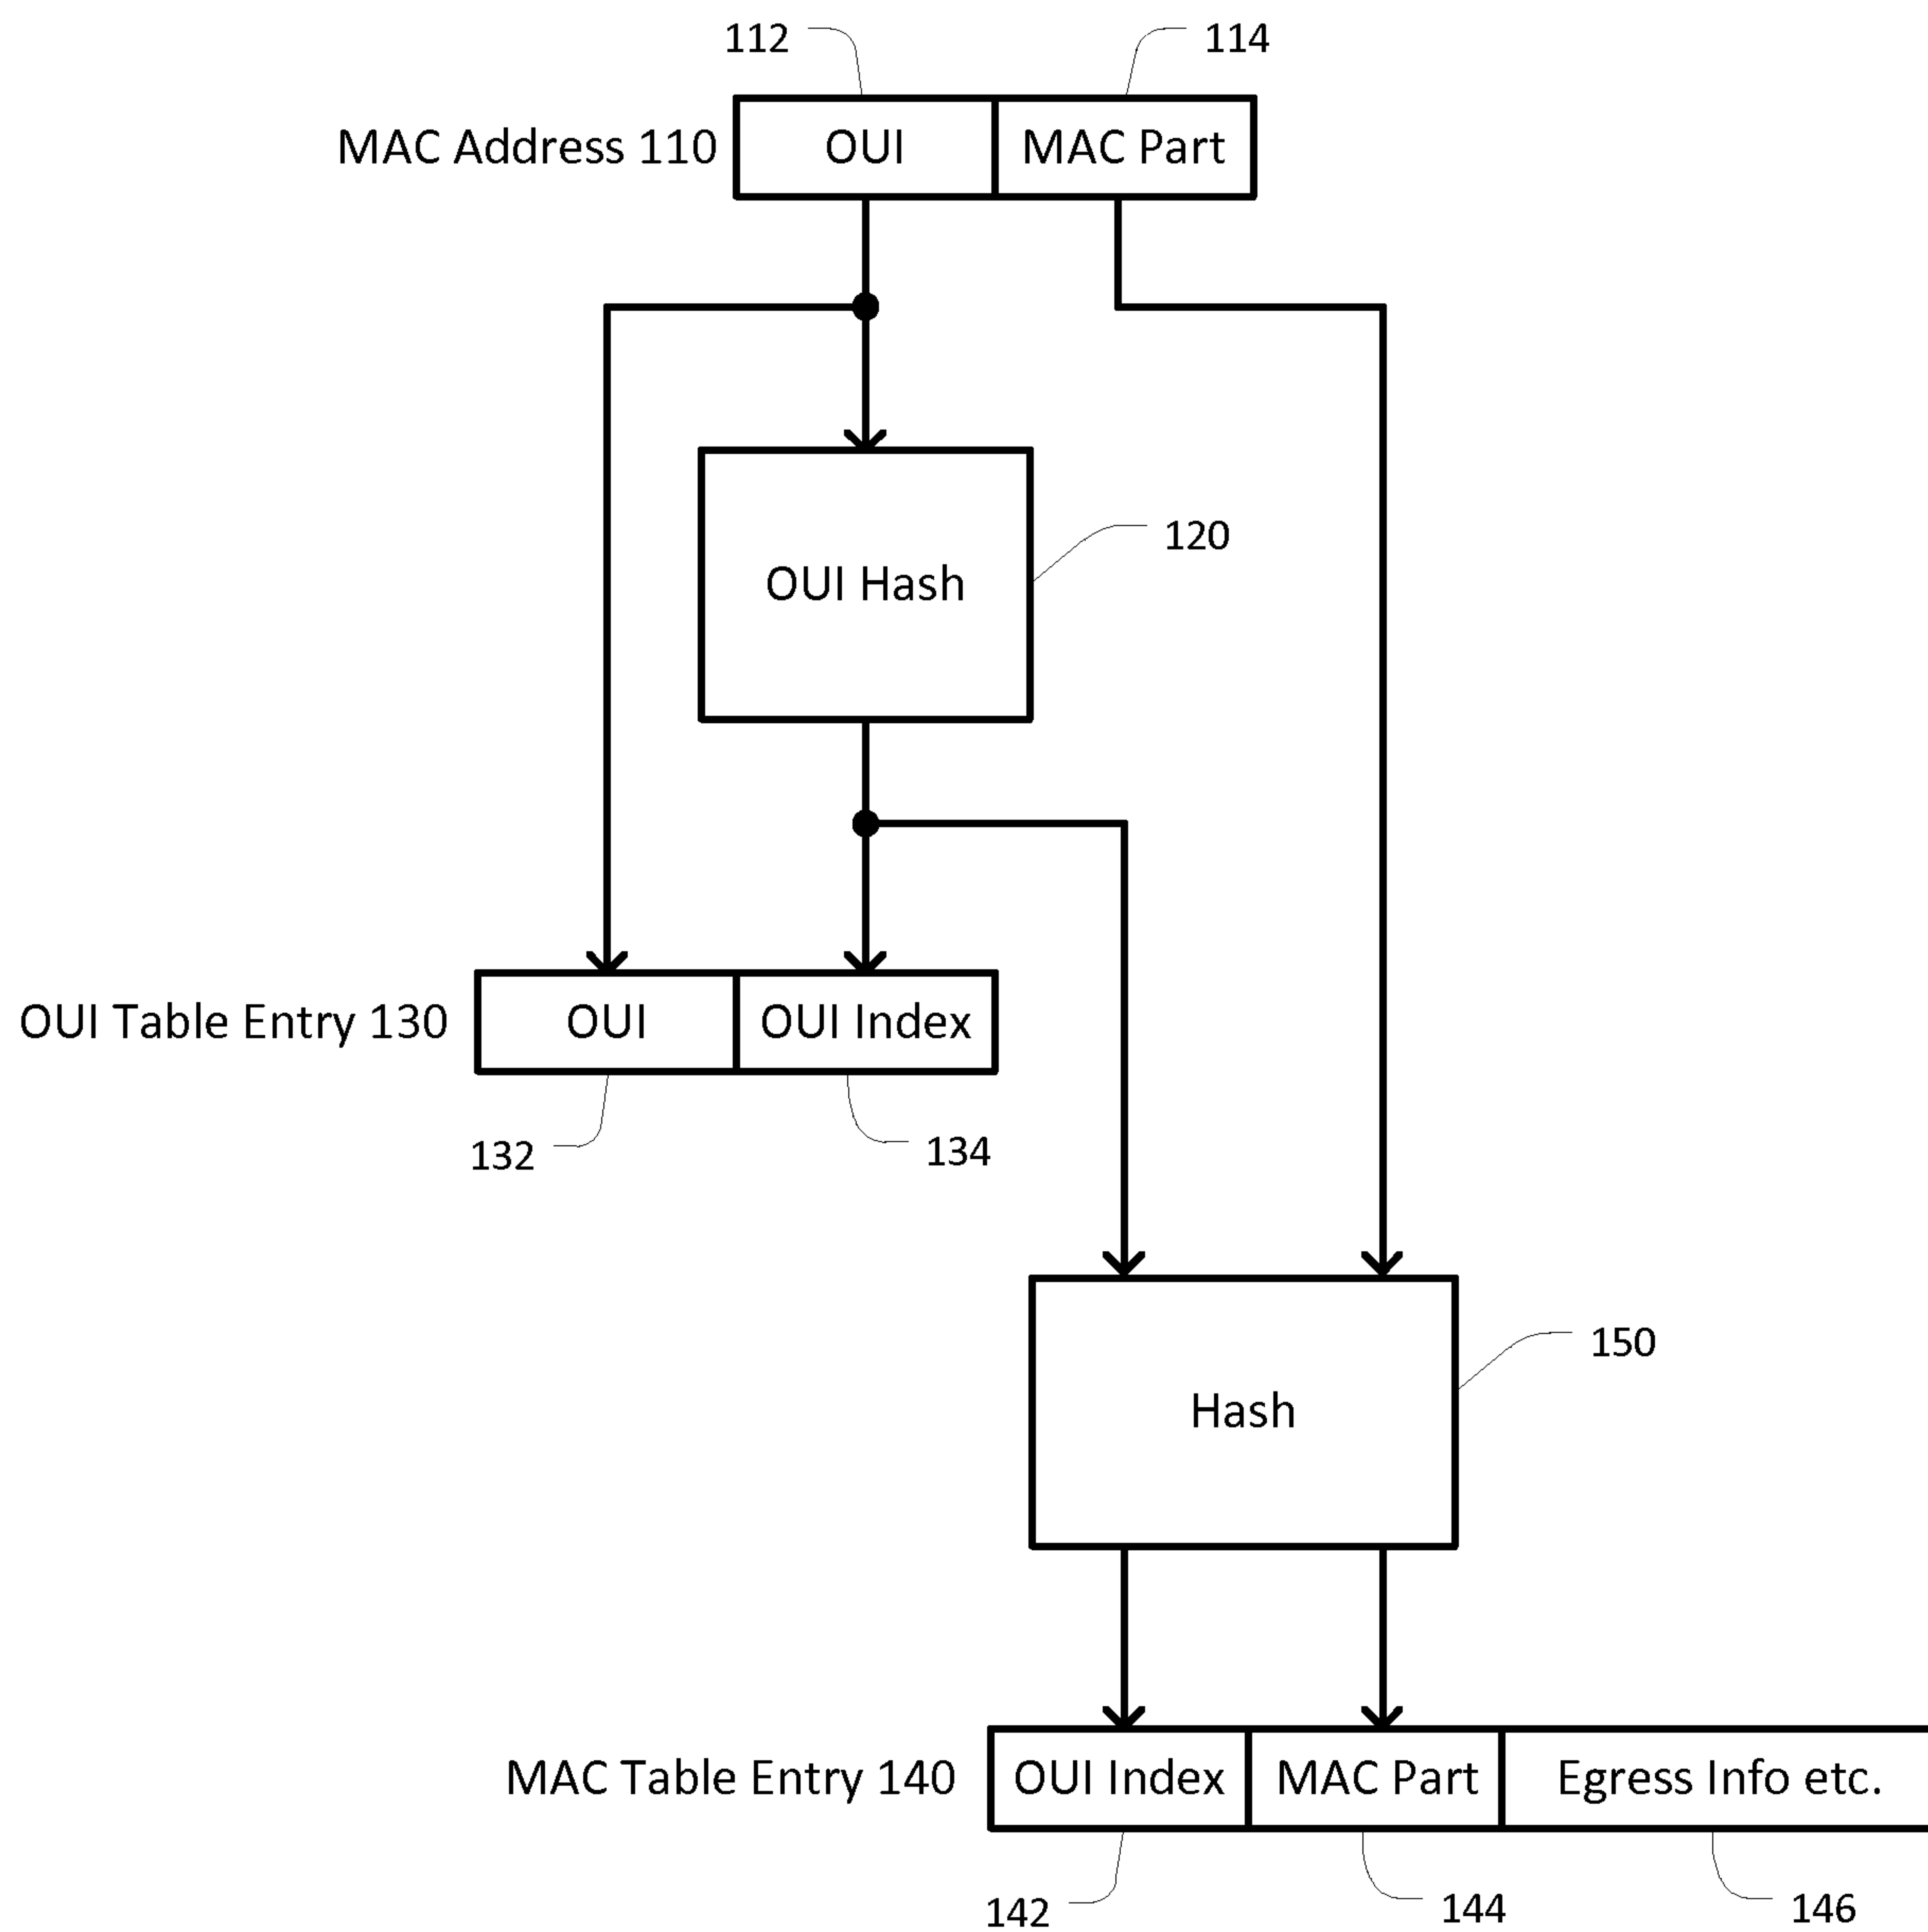 112
114
MAC Address 110
OUI
MAC Part
120
OUI Hash
OUI Table Entry 130
OUI
OUI Index
132
134
150
Hash
MAC Table Entry 140
OUI Index
MAC Part
Egress Info etc.
142
144
146